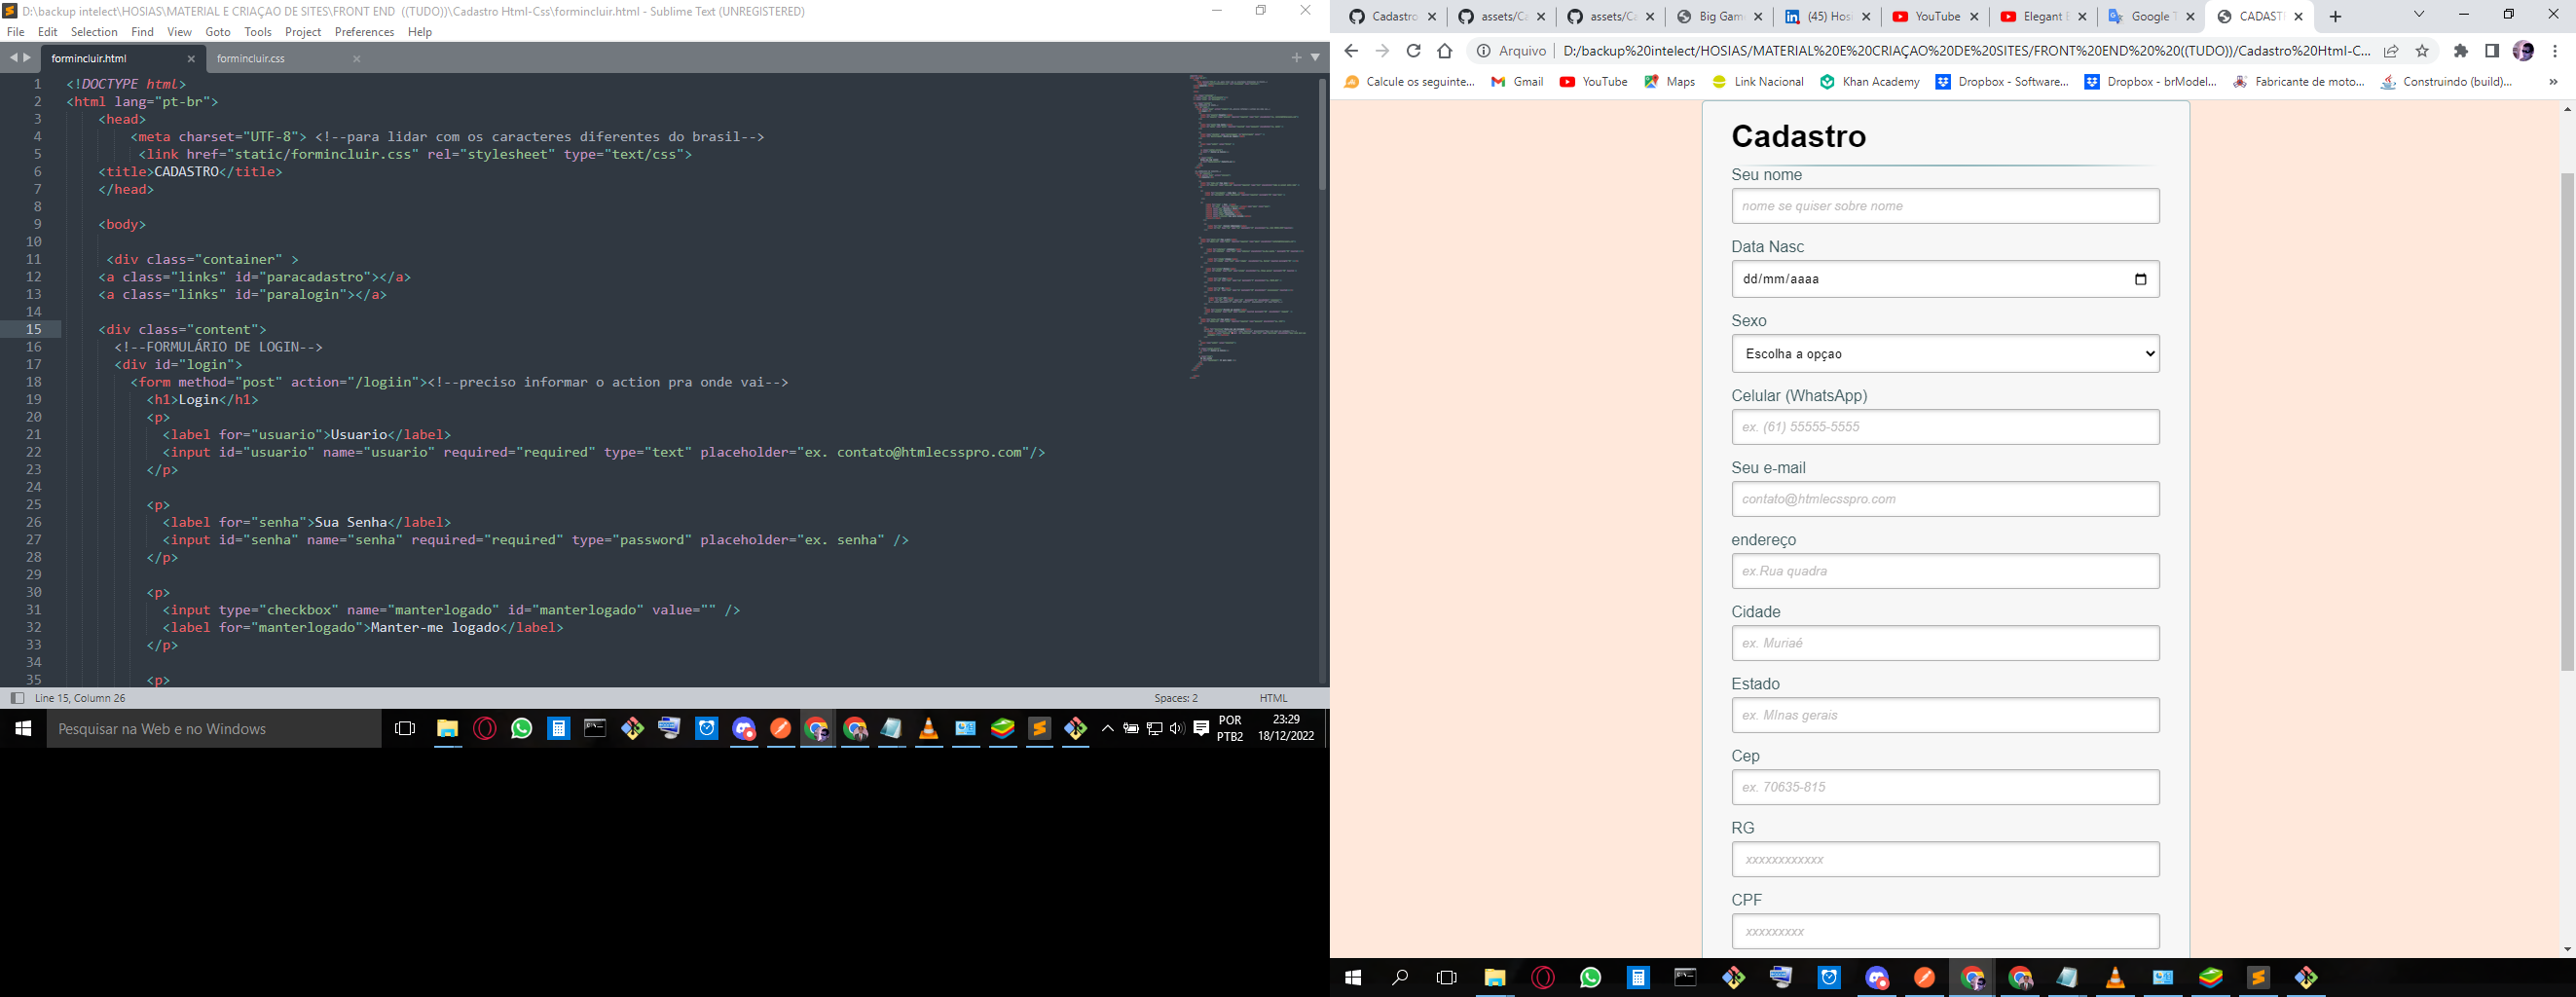 D:\backup intelect\HOSIAS\MATERIAL E CRIAÇAO DE SITES\FRONT END  ((TUDO))\Cadastro Html-Css\formincluir.html - Sublime Text (UNREGISTERED)
File Edit Selection Find View Goto Tools Project Preferences Help
formincluir.html formincluir.css
1 <!DOCTYPE html>
2 <html lang="pt-br">
3 <head>
4 <meta charset="UTF-8"> <!--para lidar com os caracteres diferentes do brasil-->
5 <link href="static/formincluir.css" rel="stylesheet" type="text/css">
6 <title>CADASTRO</title>
7 </head>
8
9 <body>
10
11 <div class="container" >
12 <a class="links" id="paracadastro"></a>
13 <a class="links" id="paralogin"></a>
14
15 <div class="content">
16 <!--FORMULÁRIO DE LOGIN-->
17 <div id="login">
18 <form method="post" action="/logiin"><!--preciso informar o action pra onde vai-->
19 <h1>Login</h1>
20 <p>
21 <label for="usuario">Usuario</label>
22 <input id="usuario" name="usuario" required="required" type="text" placeholder="ex. contato@htmlecsspro.com"/>
23 </p>
24
25 <p>
26 <label for="senha">Sua Senha</label>
27 <input id="senha" name="senha" required="required" type="password" placeholder="ex. senha" />
28 </p>
29
30 <p>
31 <input type="checkbox" name="manterlogado" id="manterlogado" value="" />
32 <label for="manterlogado">Manter-me logado</label>
33 </p>
34
35 <p>
Line 15, Column 26 Spaces: 2 HTML
Pesquisar na Web e no Windows
POR
PTB2
23:29
18/12/2022
Cadastro assets/Ca assets/Ca Big Gam (45) Hosi YouTube Elegant Google T CADAST
Arquivo D:/backup%20intelect/HOSIAS/MATERIAL%20E%20CRIAÇAO%20DE%20SITES/FRONT%20END%20%20((TUDO))/Cadastro%20Html-C...
Calcule os seguinte... Gmail YouTube Maps Link Nacional Khan Academy Dropbox - Software... Dropbox - brModel... Fabricante de moto... Construindo (build)... »
Cadastro
Seu nome
nome se quiser sobre nome
Data Nasc
dd/mm/aaaa
Sexo
Escolha a opçao
Celular (WhatsApp)
ex. (61) 55555-5555
Seu e-mail
contato@htmlecsspro.com
endereço
ex.Rua quadra
Cidade
ex. Muriaé
Estado
ex. MInas gerais
Cep
ex. 70635-815
RG
xxxxxxxxxxxx
CPF
xxxxxxxxx